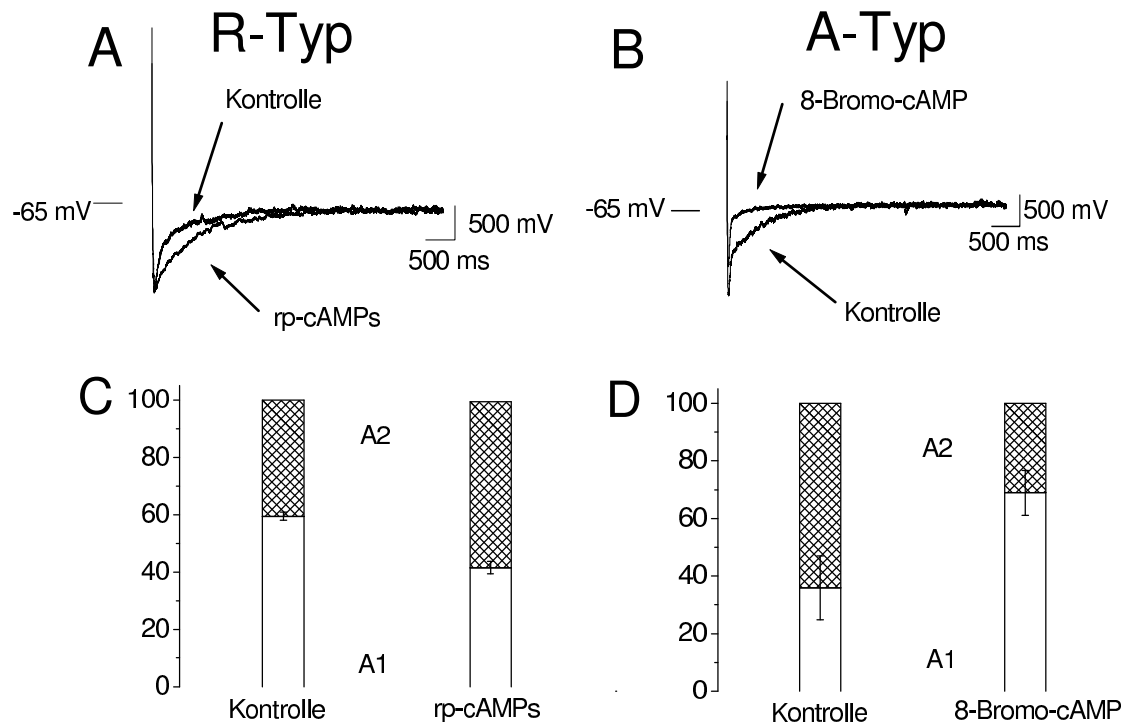 A
R-Typ
Kontrolle
-65 mV
500 mV
500 ms
rp-cAMPs
B
A-Typ
8-Bromo-cAMP
-65 mV
500 mV
500 ms
Kontrolle
C
100
80
60
40
20
0
A2
A1
Kontrolle
rp-cAMPs
D
100
80
60
40
20
0
A2
A1
Kontrolle
8-Bromo-cAMP